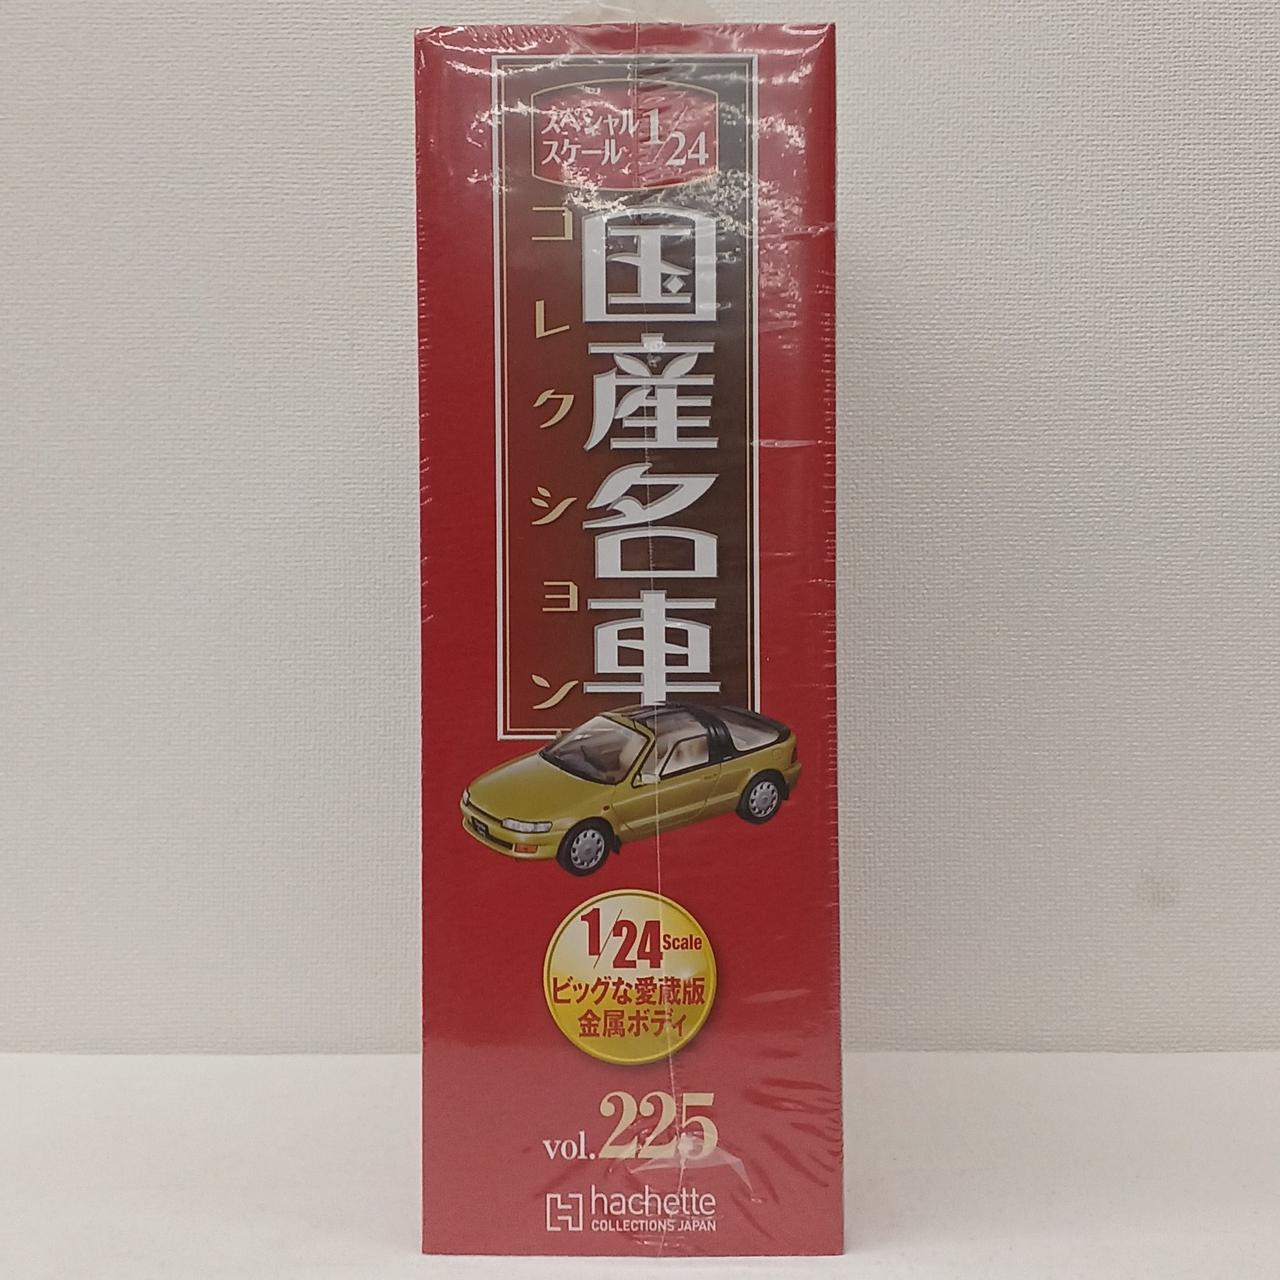 スペシャル
スケール
1/24
国産名車
コレクション
1/24 Scale
ビッグな愛蔵版
金属ボディ
vol.225
hachette
COLLECTIONS JAPAN